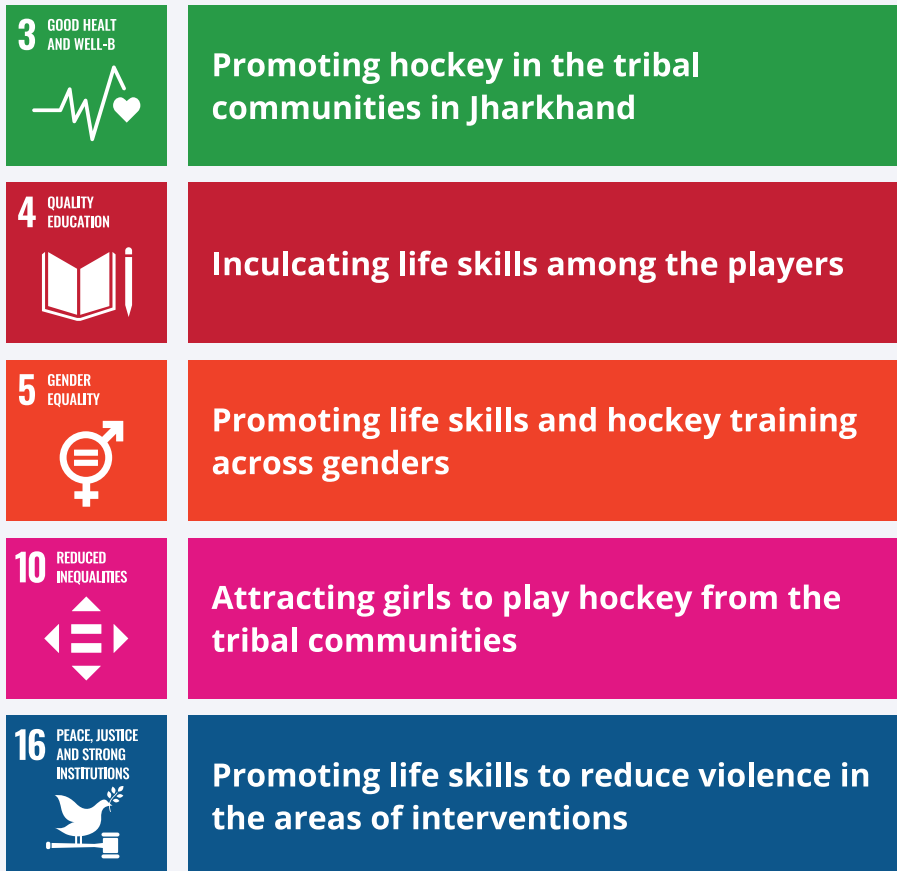 3 GOOD HEALT
AND WELL-B
Promoting hockey in the tribal
communities in Jharkhand
4 QUALITY
EDUCATION
Inculcating life skills among the players
5 GENDER
EQUALITY
Promoting life skills and hockey training
across genders
10 REDUCED
INEQUALITIES
Attracting girls to play hockey from the
tribal communities
16 PEACE, JUSTICE
AND STRONG
INSTITUTIONS
Promoting life skills to reduce violence in
the areas of interventions